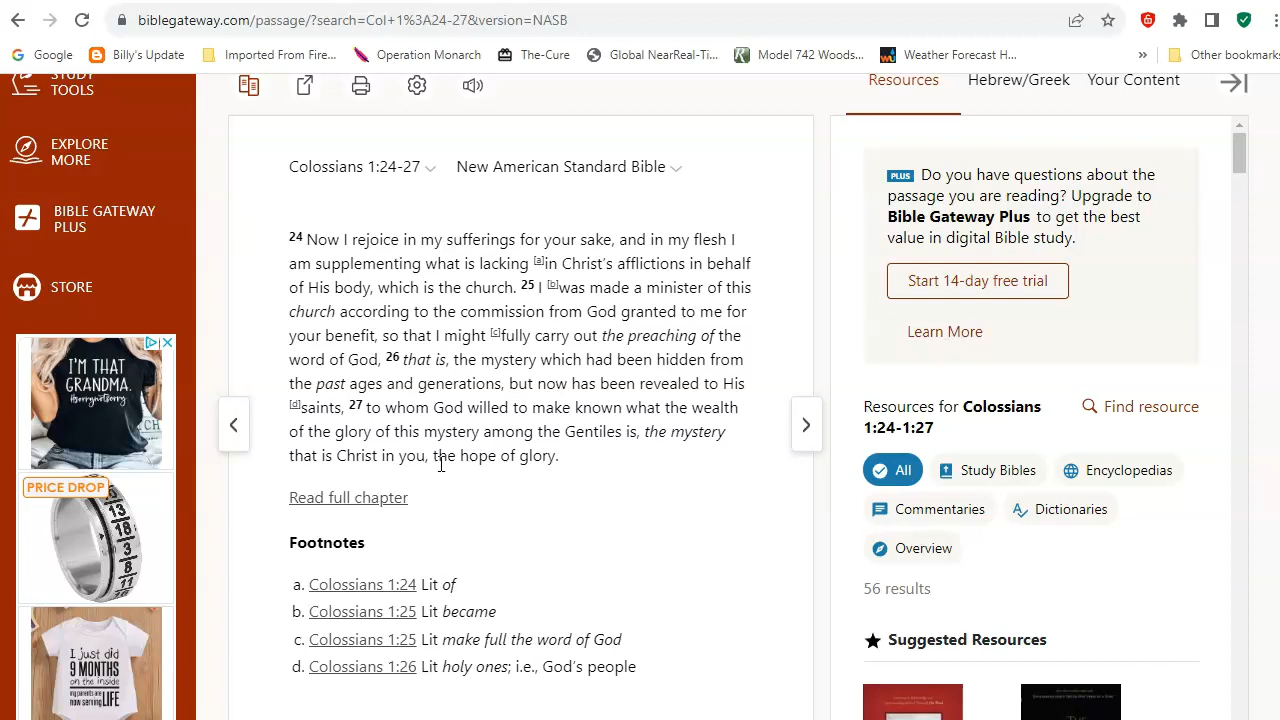 biblegateway.com/passage/?search=Col+1%3A24-27&version=NASB
Google Billy's Update Imported From Fire... Operation Monarch The Cure Global NearReal-Ti... Model 742 Woods... Weather Forecast H... » Other bookmarks
STUDY
TOOLS
EXPLORE
MORE
BIBLE GATEWAY
PLUS
STORE
I'M THAT
GRANDMA.
#sorrynotsorry
PRICE DROP
I just did
9 MONTHS
on the inside
my parents are
now serving LIFE
Colossians 1:24-27 New American Standard Bible
24 Now I rejoice in my sufferings for your sake, and in my flesh I
am supplementing what is lacking [a]in Christ's afflictions in behalf
of His body, which is the church. 25 I [b]was made a minister of this
church according to the commission from God granted to me for
your benefit, so that I might [c]fully carry out the preaching of the
word of God, 26 that is, the mystery which had been hidden from
the past ages and generations, but now has been revealed to His
[d]saints, 27 to whom God willed to make known what the wealth
of the glory of this mystery among the Gentiles is, the mystery
that is Christ in you, the hope of glory.
Read full chapter
Footnotes
a. Colossians 1:24 Lit of
b. Colossians 1:25 Lit became
c. Colossians 1:25 Lit make full the word of God
d. Colossians 1:26 Lit holy ones; i.e., God's people
Resources Hebrew/Greek Your Content
PLUS Do you have questions about the
passage you are reading? Upgrade to
Bible Gateway Plus to get the best
value in digital Bible study.
Start 14-day free trial
Learn More
Resources for Colossians
1:24-1:27
Find resource
All Study Bibles Encyclopedias
Commentaries Dictionaries
Overview
56 results
Suggested Resources